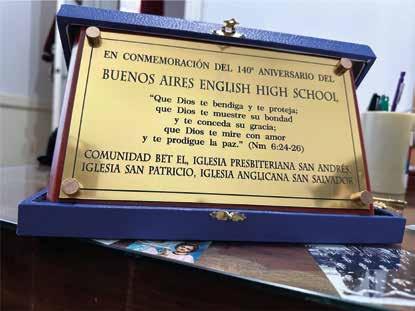 EN CONMEMORACIÓN DEL 140º ANIVERSARIO DEL
BUENOS AIRES ENGLISH HIGH SCHOOL
"Que Dios te bendiga y te proteja;
que Dios te muestre su bondad
y te conceda su gracia;
que Dios te mire con amor
y te prodigue la paz." (Nm 6:24-26)
COMUNIDAD BET EL, IGLESIA PRESBITERIANA SAN ANDRÉS,
IGLESIA SAN PATRICIO, IGLESIA ANGLICANA SAN SALVADOR